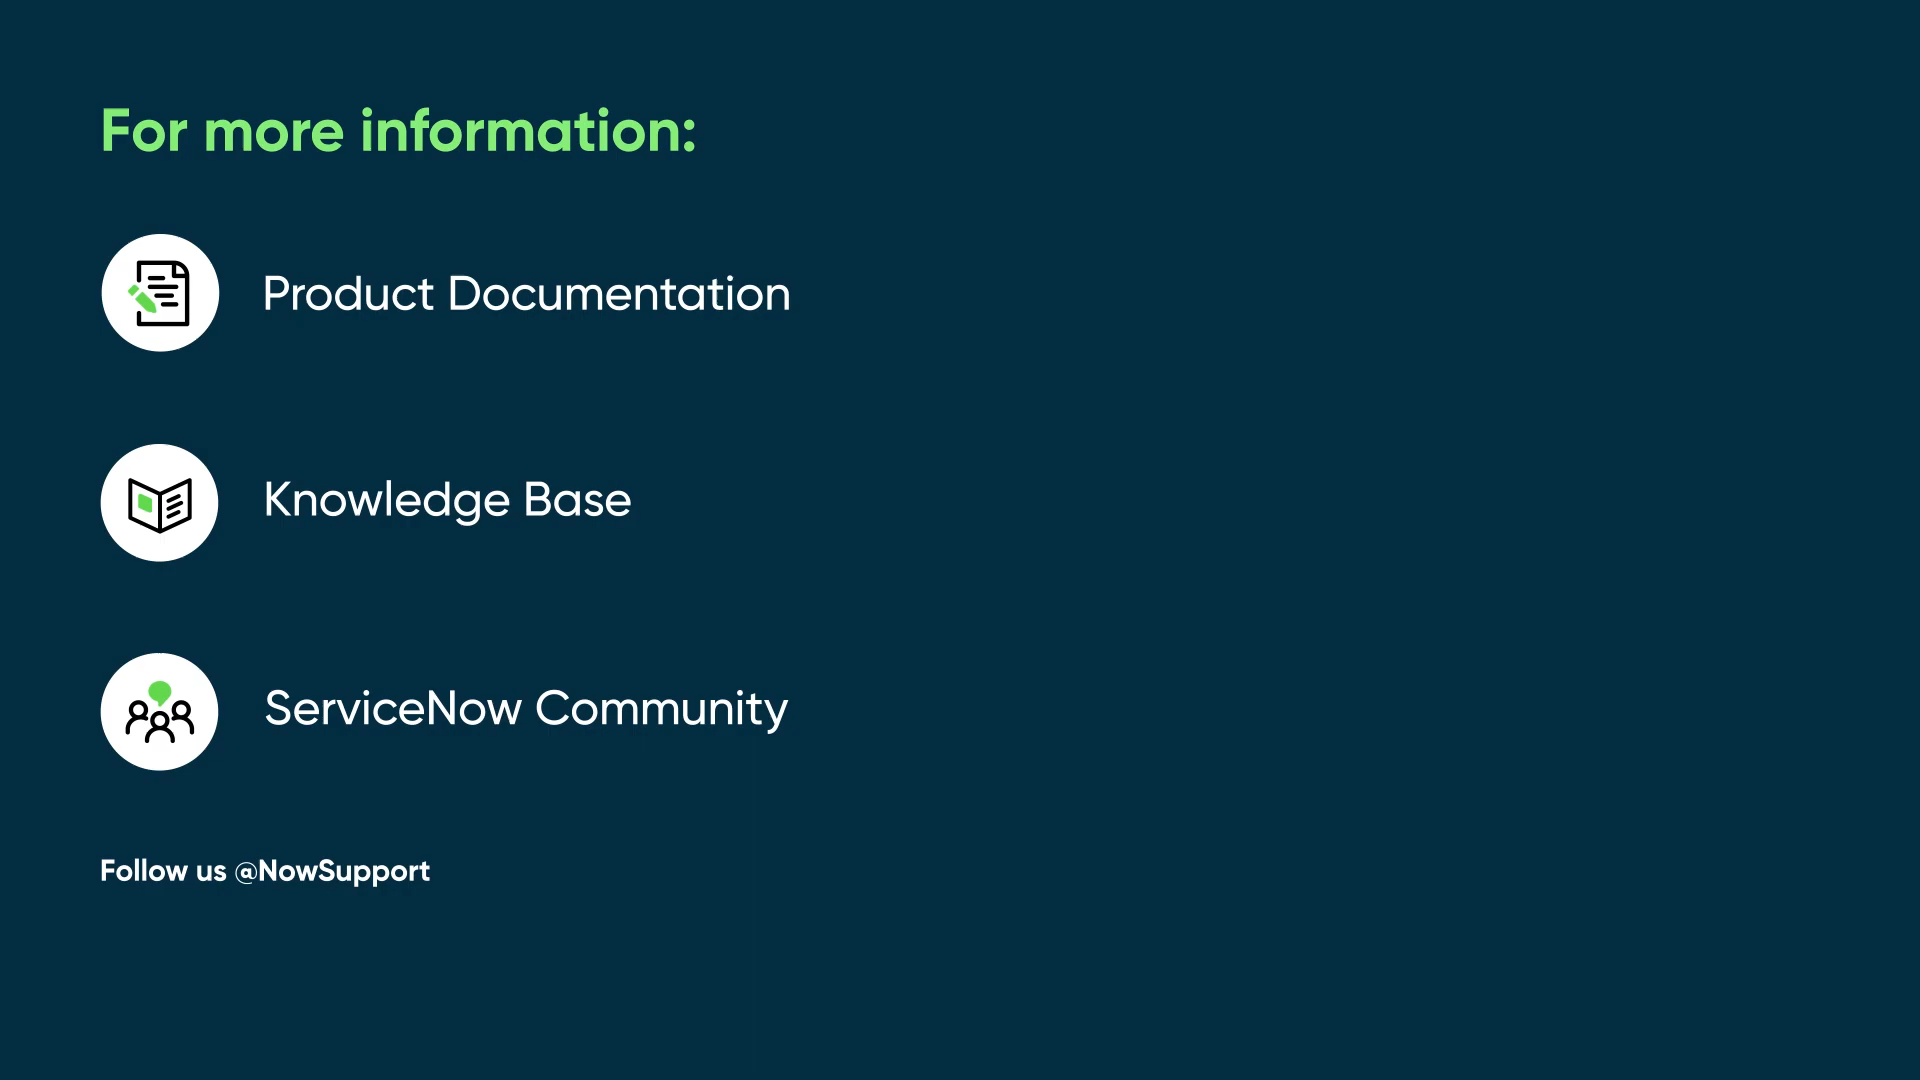 For more information:
Product Documentation
Knowledge Base
ServiceNow Community
Follow us @NowSupport